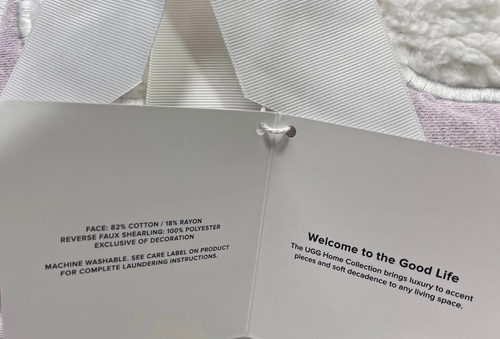 FACE: 82% COTTON / 18% RAYON
REVERSE FAUX SHEARLING: 100% POLYESTER
EXCLUSIVE OF DECORATION
MACHINE WASHABLE. SEE CARE LABEL ON PRODUCT
FOR COMPLETE LAUNDERING INSTRUCTIONS.
Welcome to the Good Life
The UGG Home Collection brings luxury to accent
pieces and soft decadence to any living space.